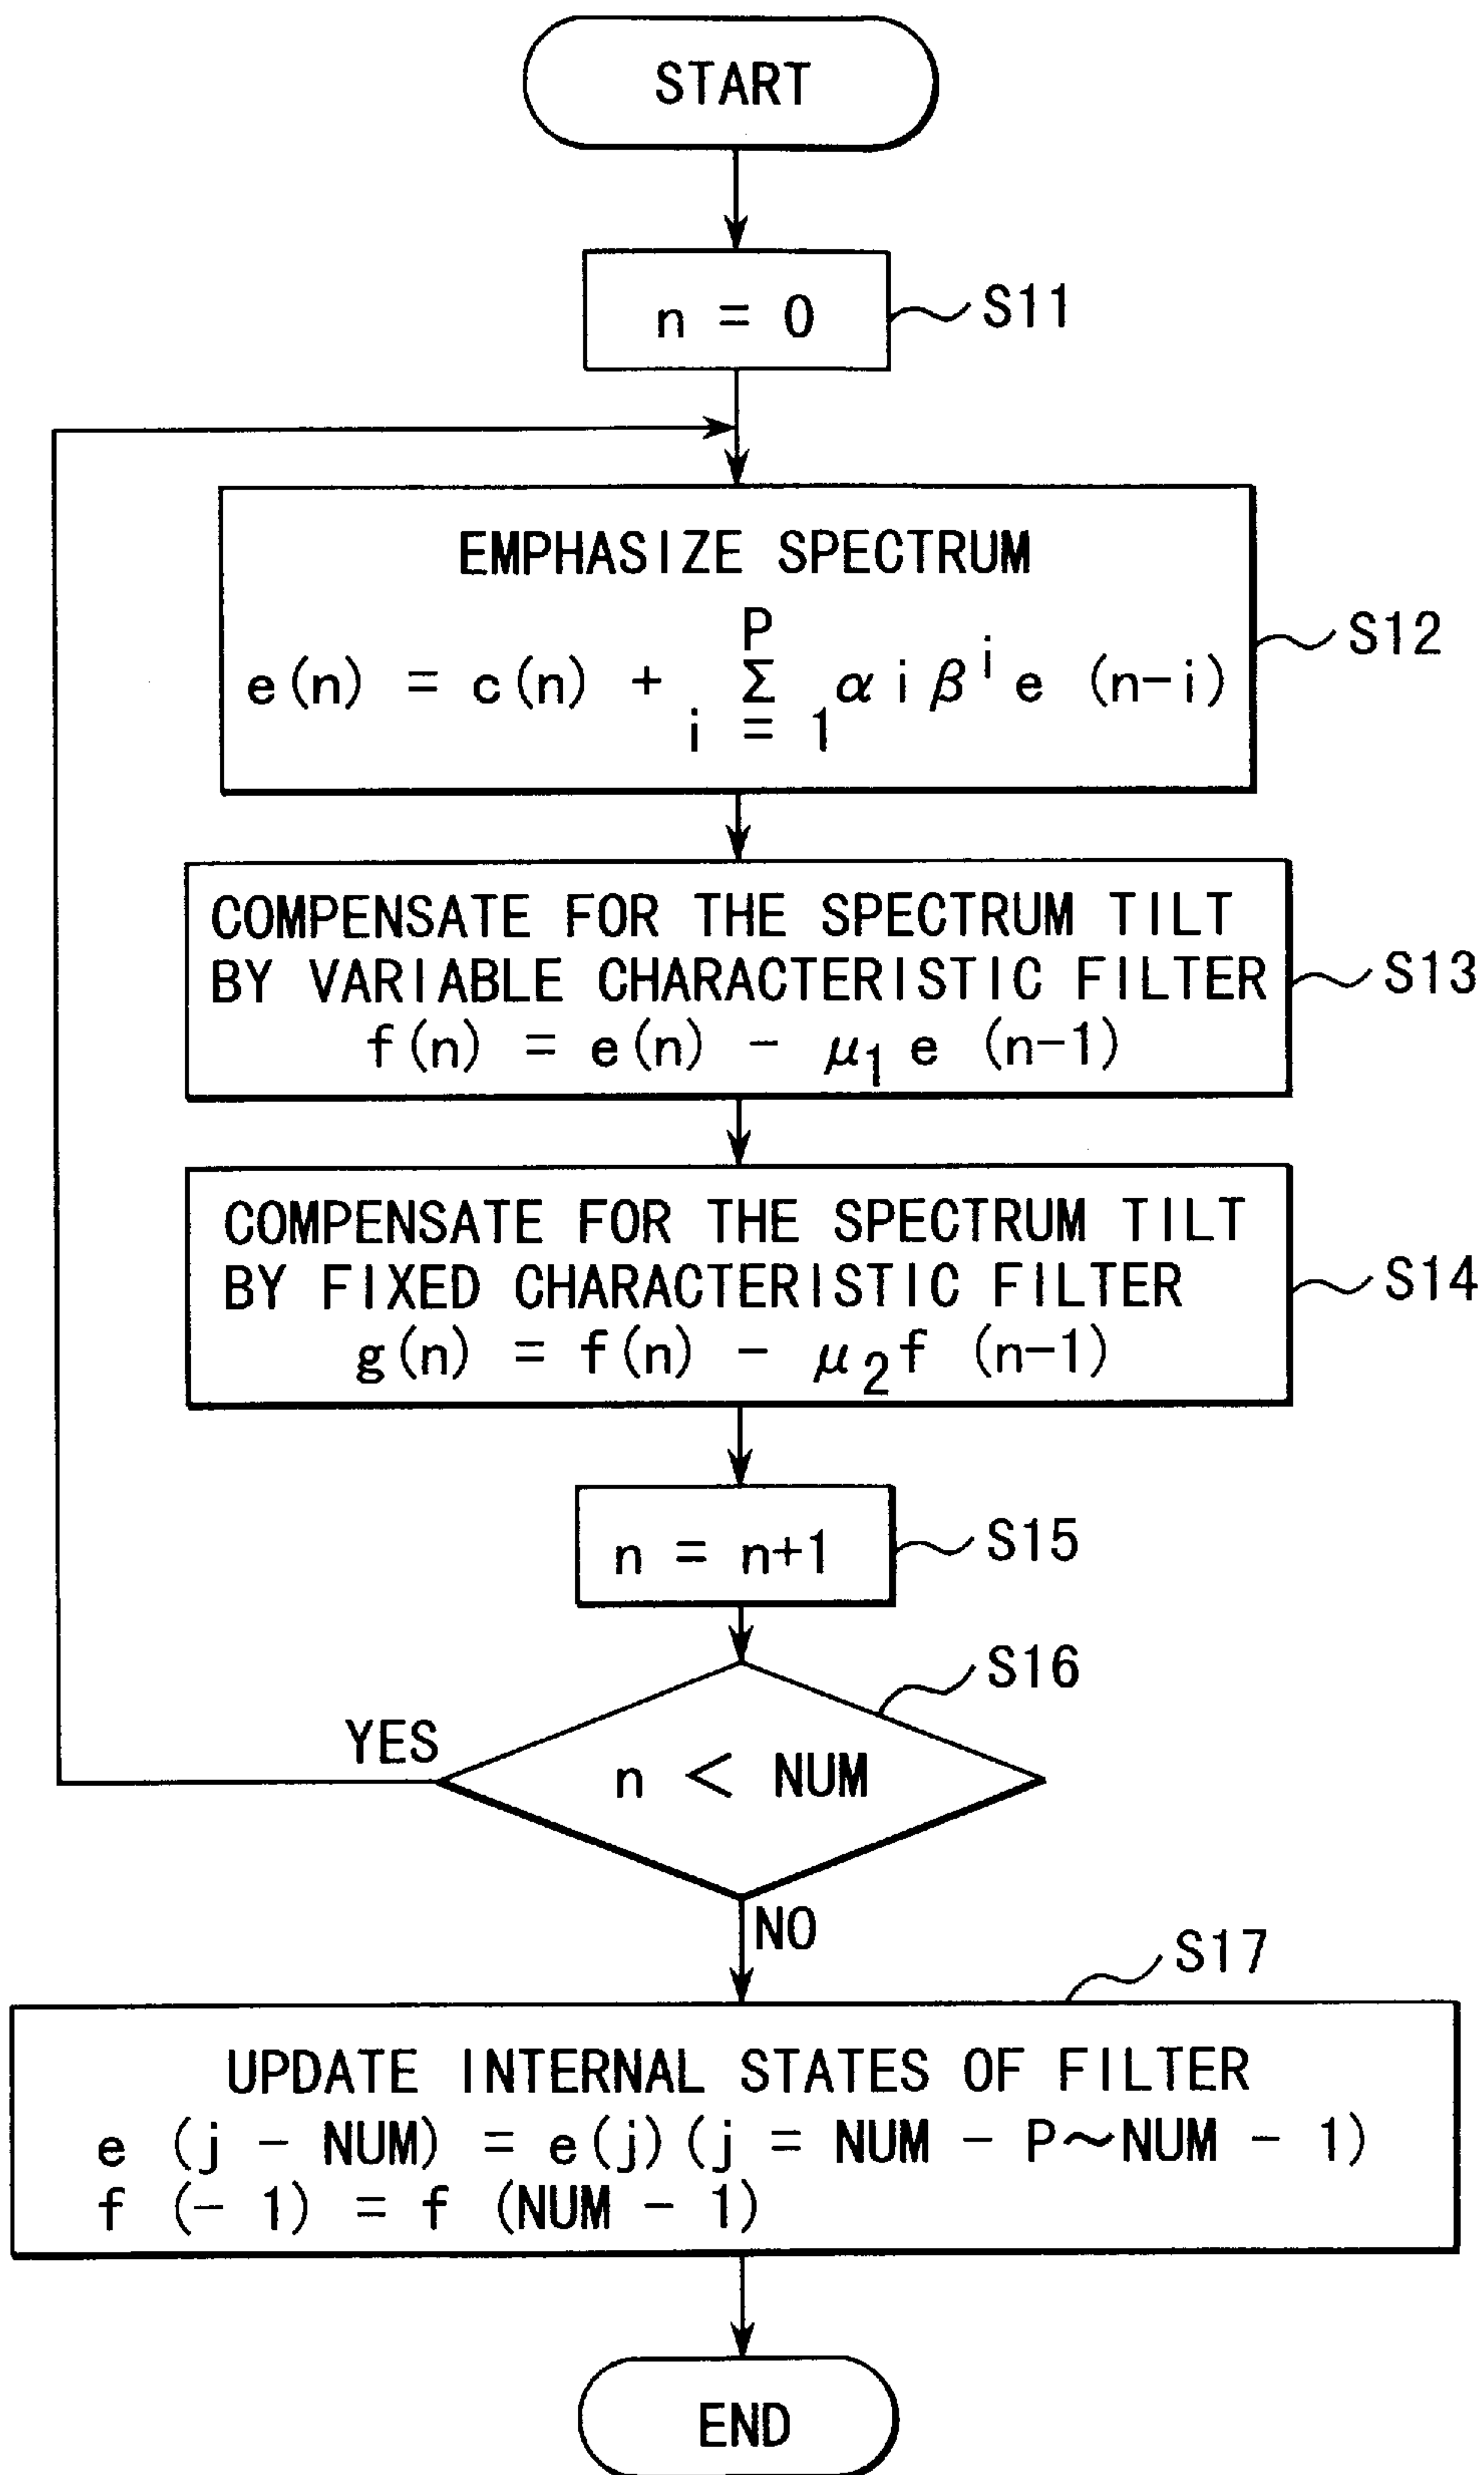 START
n = 0
S11
EMPHASIZE SPECTRUM
e(n) = c(n) + P Σ i = 1 α i β^i e (n-i)
S12
COMPENSATE FOR THE SPECTRUM TILT
BY VARIABLE CHARACTERISTIC FILTER
f(n) = e(n) - μ1 e (n-1)
S13
COMPENSATE FOR THE SPECTRUM TILT
BY FIXED CHARACTERISTIC FILTER
g(n) = f(n) - μ2f (n-1)
S14
n = n+1
S15
S16
YES
n < NUM
NO
S17
UPDATE INTERNAL STATES OF FILTER
e (j - NUM) = e(j)(j = NUM - P~NUM - 1)
f (- 1) = f (NUM - 1)
END